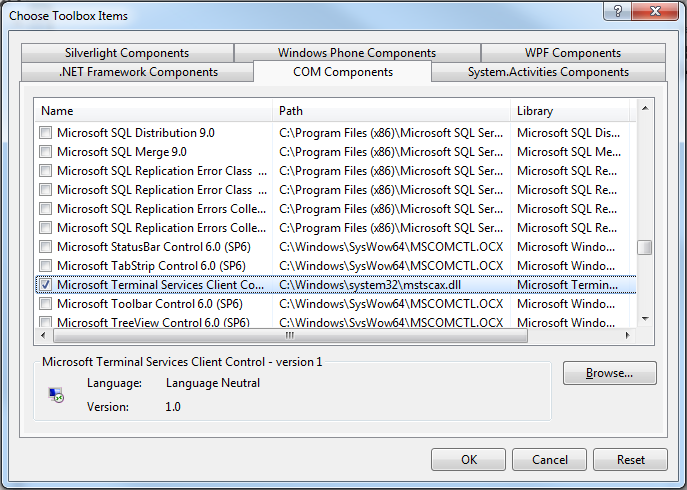 Choose Toolbox Items
Silverlight Components Windows Phone Components WPF Components
.NET Framework Components COM Components System.Activities Components
Name Path Library
Microsoft SQL Distribution 9.0 C:\Program Files (x86)\Microsoft SQL Ser... Microsoft SQL Dis...
Microsoft SQL Merge 9.0 C:\Program Files (x86)\Microsoft SQL Ser... Microsoft SQL Me...
Microsoft SQL Replication Error Class ... C:\Program Files (x86)\Microsoft SQL Ser... Microsoft SQL Re...
Microsoft SQL Replication Error Class ... C:\Program Files (x86)\Microsoft SQL Ser... Microsoft SQL Re...
Microsoft SQL Replication Errors Colle... C:\Program Files (x86)\Microsoft SQL Ser... Microsoft SQL Re...
Microsoft SQL Replication Errors Colle... C:\Program Files (x86)\Microsoft SQL Ser... Microsoft SQL Re...
Microsoft StatusBar Control 6.0 (SP6) C:\Windows\SysWow64\MSCOMCTL.OCX Microsoft Windo...
Microsoft TabStrip Control 6.0 (SP6) C:\Windows\SysWow64\MSCOMCTL.OCX Microsoft Windo...
Microsoft Terminal Services Client Co... C:\Windows\system32\mstscax.dll Microsoft Termin...
Microsoft Toolbar Control 6.0 (SP6) C:\Windows\SysWow64\MSCOMCTL.OCX Microsoft Windo...
Microsoft TreeView Control 6.0 (SP6) C:\Windows\SysWow64\MSCOMCTL.OCX Microsoft Windo...
Microsoft Terminal Services Client Control - version 1
Language: Language Neutral
Version: 1.0
Browse...
OK Cancel Reset